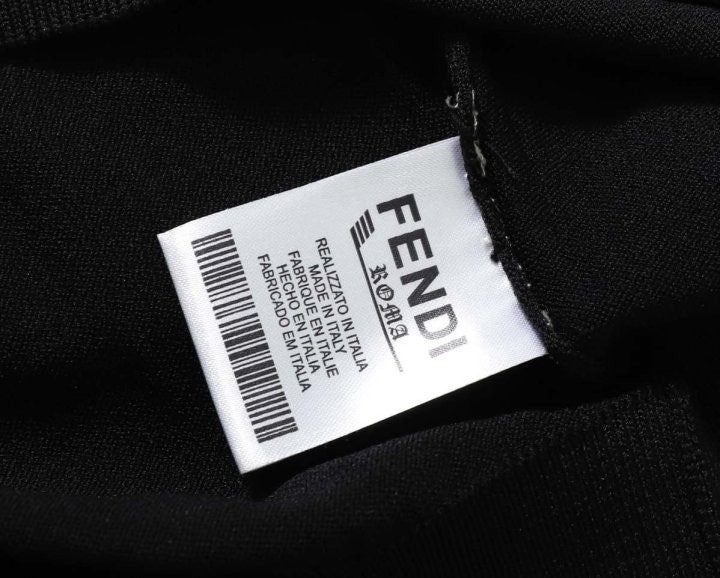 FENDI
ROMA
REALIZZATO IN ITALIA
MADE IN ITALY
FABRIQUE EN ITALIE
HECHO EN ITALIA
FABRICADO EM ITALIA